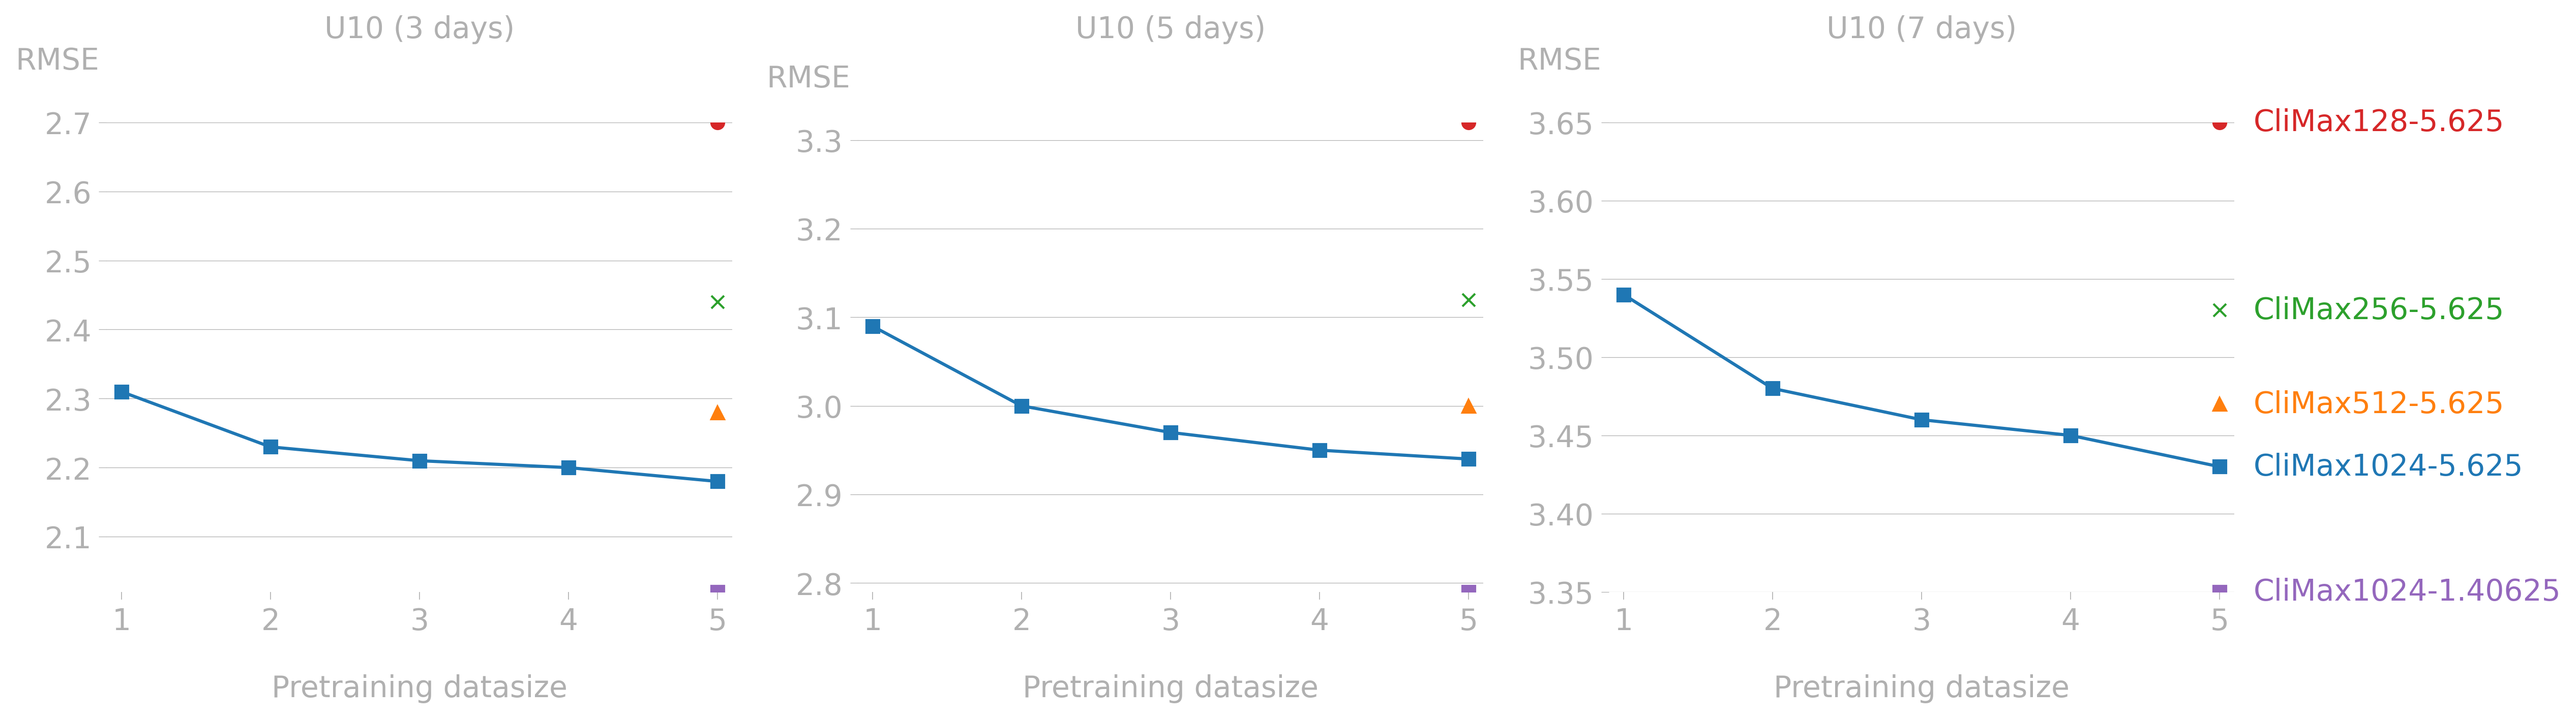 U10 (3 days)
RMSE
2.7
2.6
2.5
2.4
2.3
2.2
2.1
1 2 3 4 5
Pretraining datasize
U10 (5 days)
RMSE
3.3
3.2
3.1
3.0
2.9
2.8
1 2 3 4 5
Pretraining datasize
U10 (7 days)
RMSE
3.65
3.60
3.55
3.50
3.45
3.40
3.35
1 2 3 4 5
Pretraining datasize
CliMax128-5.625
CliMax256-5.625
CliMax512-5.625
CliMax1024-5.625
CliMax1024-1.40625